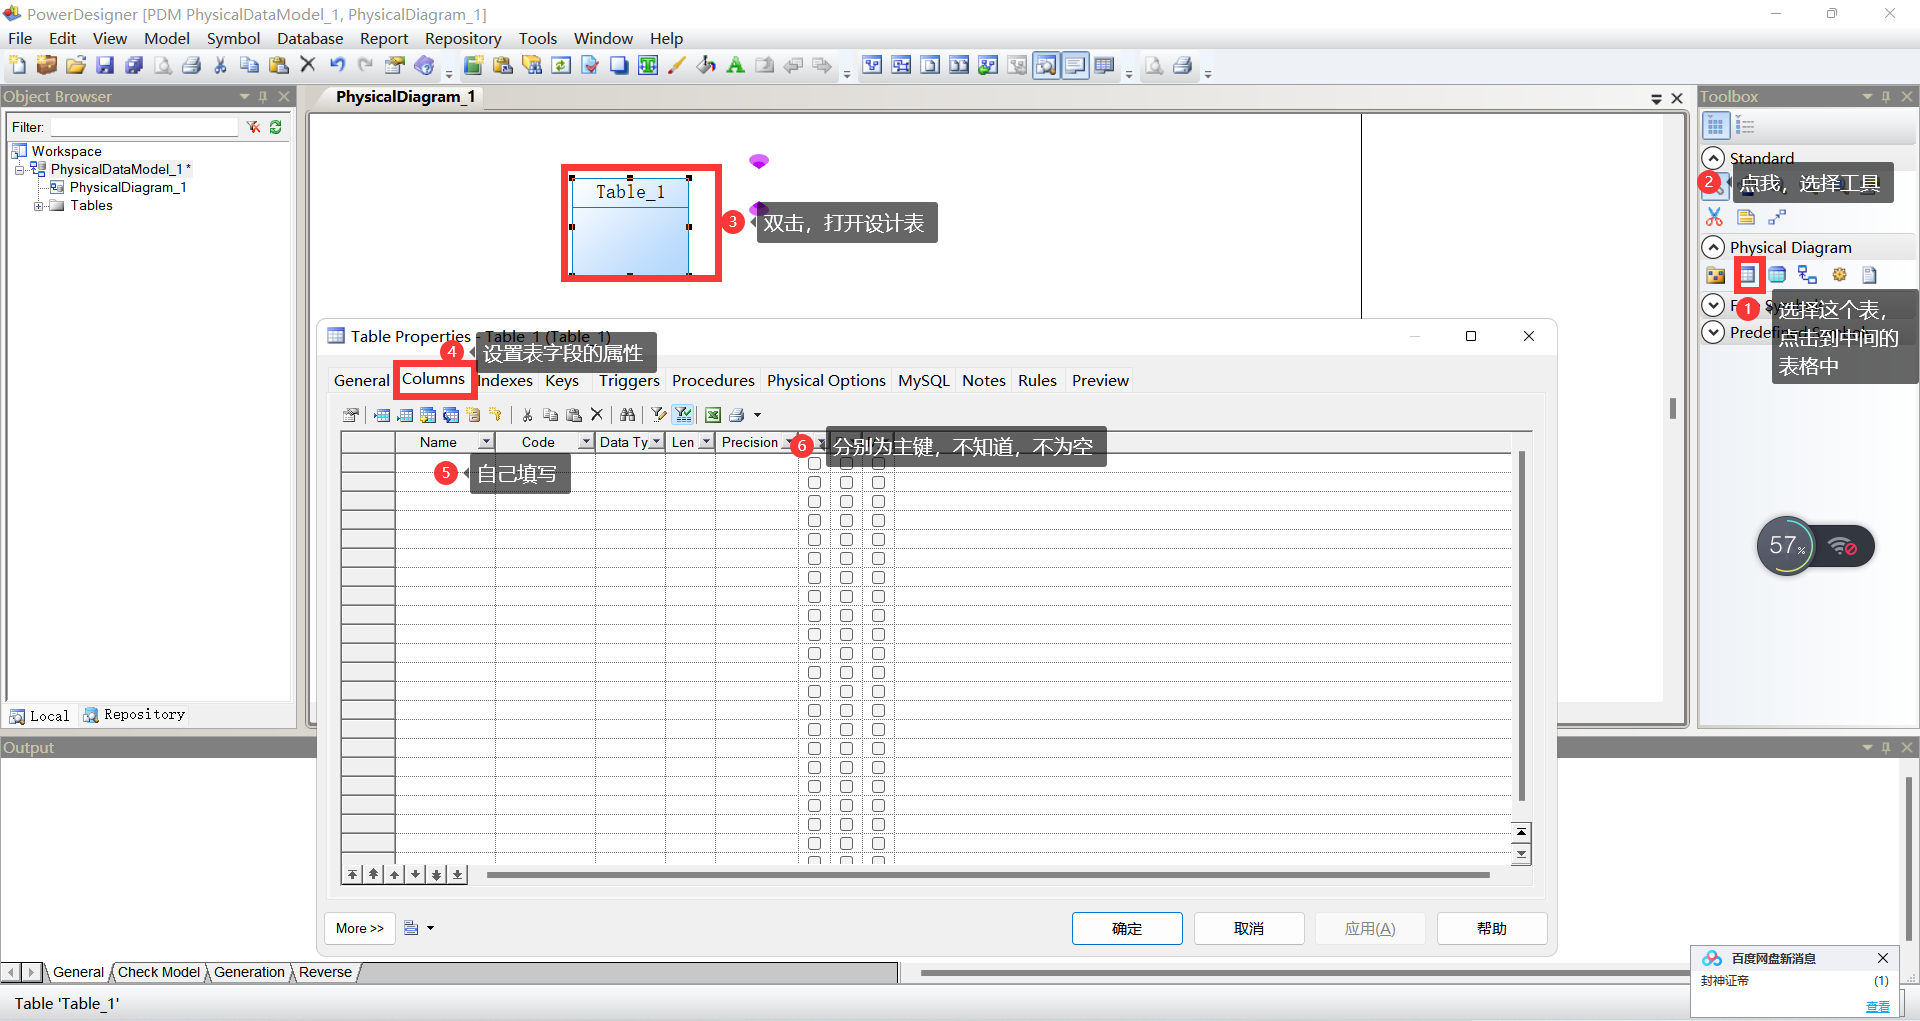 PowerDesigner [PDM PhysicalDataModel_1, PhysicalDiagram_1]
File Edit View Model Symbol Database Report Repository Tools Window Help
Object Browser
PhysicalDiagram_1
Toolbox
Filter:
Workspace
PhysicalDataModel_1 *
PhysicalDiagram_1
Tables
Standard
2 点我，选择工具
Table_1
3 双击，打开设计表
Physical Diagram
1 选择这个表，
点击到中间的
表格中
Table Properties - Table_1 (Table_1)
4 设置表字段的属性
General Columns Indexes Keys Triggers Procedures Physical Options MySQL Notes Rules Preview
Name Code Data Ty Len Precision
6 分别为主键，不知道，不为空
5 自己填写
57%
Local Repository
Output
More >>
确定 取消 应用(A) 帮助
General Check Model Generation Reverse
百度网盘新消息
封神证帝 (1)
查看
Table 'Table_1'